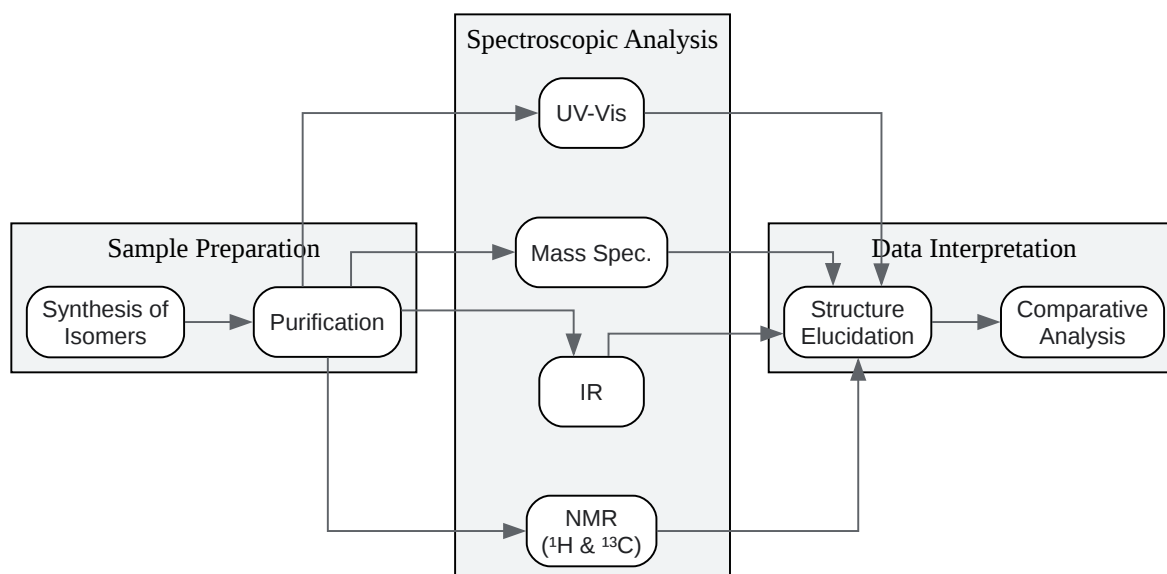 Spectroscopic Analysis
UV-Vis
Sample Preparation
Mass Spec.
Data Interpretation
Synthesis of
Isomers
Purification
Structure
Elucidation
Comparative
Analysis
IR
NMR
(¹H & ¹³C)